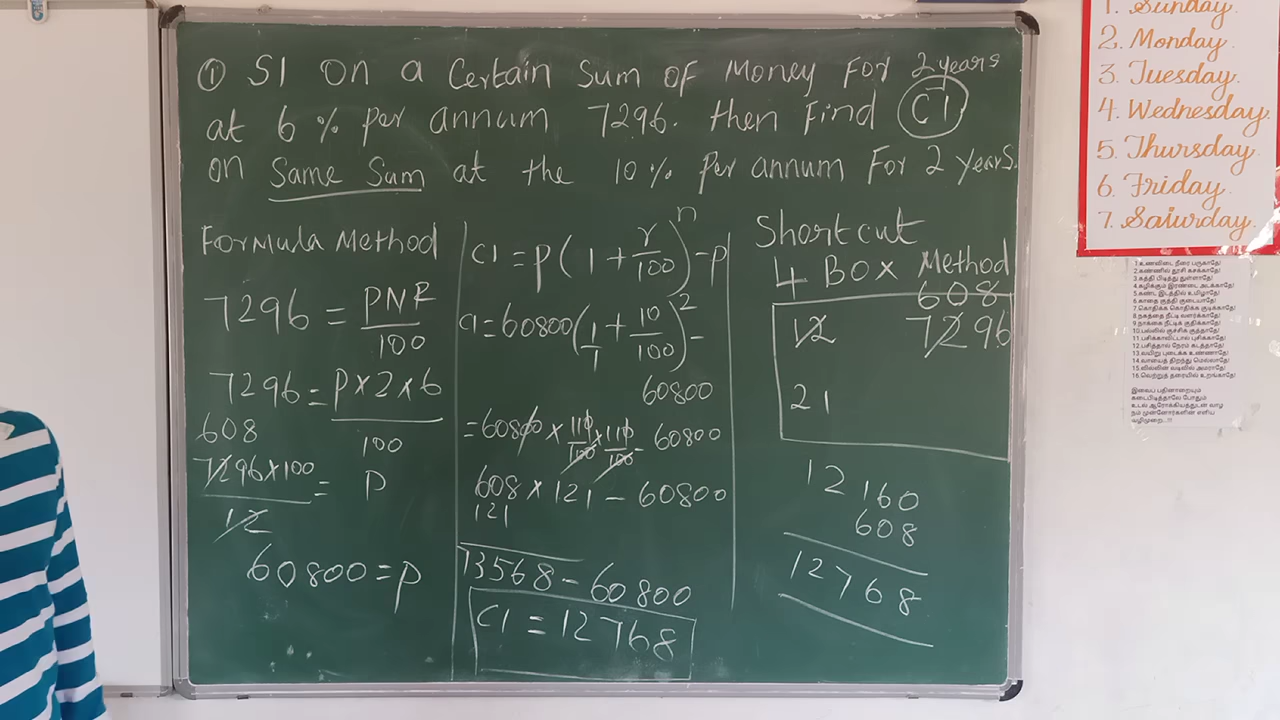 ① SI on a Certain Sum of Money For 2 years
at 6 % per annum 7296. then Find CI
on Same Sum at the 10 % per annum For 2 years.
Formula Method
7296 = PNR/100
7296 = P×2×6/100
608
7296×100/12 = P
60800 = P
CI = P(1 + r/100)^n - P
CI = 60800(1/1 + 10/100)^2 -
60800
= 60800 × 110/100 × 110/100 - 60800
608 × 121 - 60800
121
73568 - 60800
CI = 12768
Shortcut
4 Box Method
608
12 7296
21
12160
608
12768
1. Sunday.
2. Monday.
3. Tuesday.
4. Wednesday.
5. Thursday.
6. Friday.
7. Saturday.